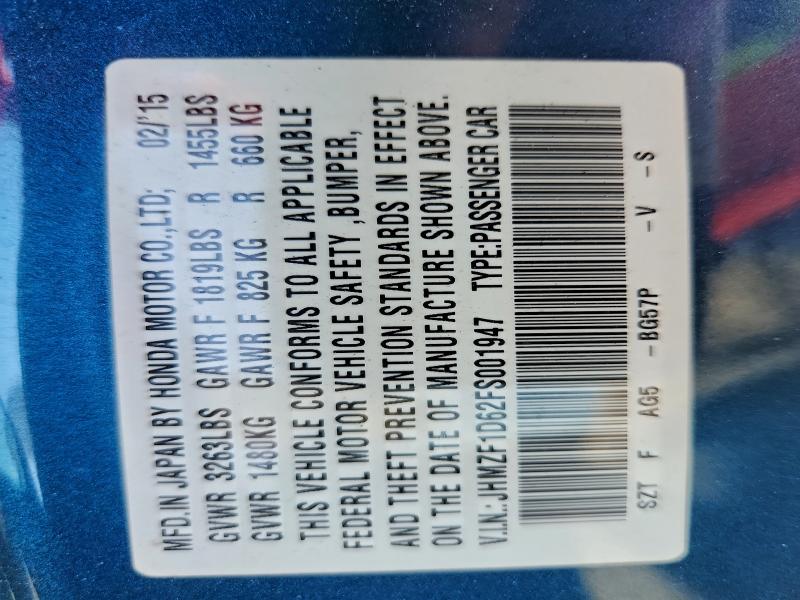 MFD.IN JAPAN BY HONDA MOTOR CO.,LTD; 02/'15
GVWR 3263LBS GAWR F 1819LBS R 1455LBS
GVWR 1480KG GAWR F 825 KG R 660 KG
THIS VEHICLE CONFORMS TO ALL APPLICABLE
FEDERAL MOTOR VEHICLE SAFETY ,BUMPER,
AND THEFT PREVENTION STANDARDS IN EFFECT
ON THE DATE OF MANUFACTURE SHOWN ABOVE.
V.I.N.: JHMZF1D62FS001947 TYPE:PASSENGER CAR
SZT F AG5 -BG57P -V -S